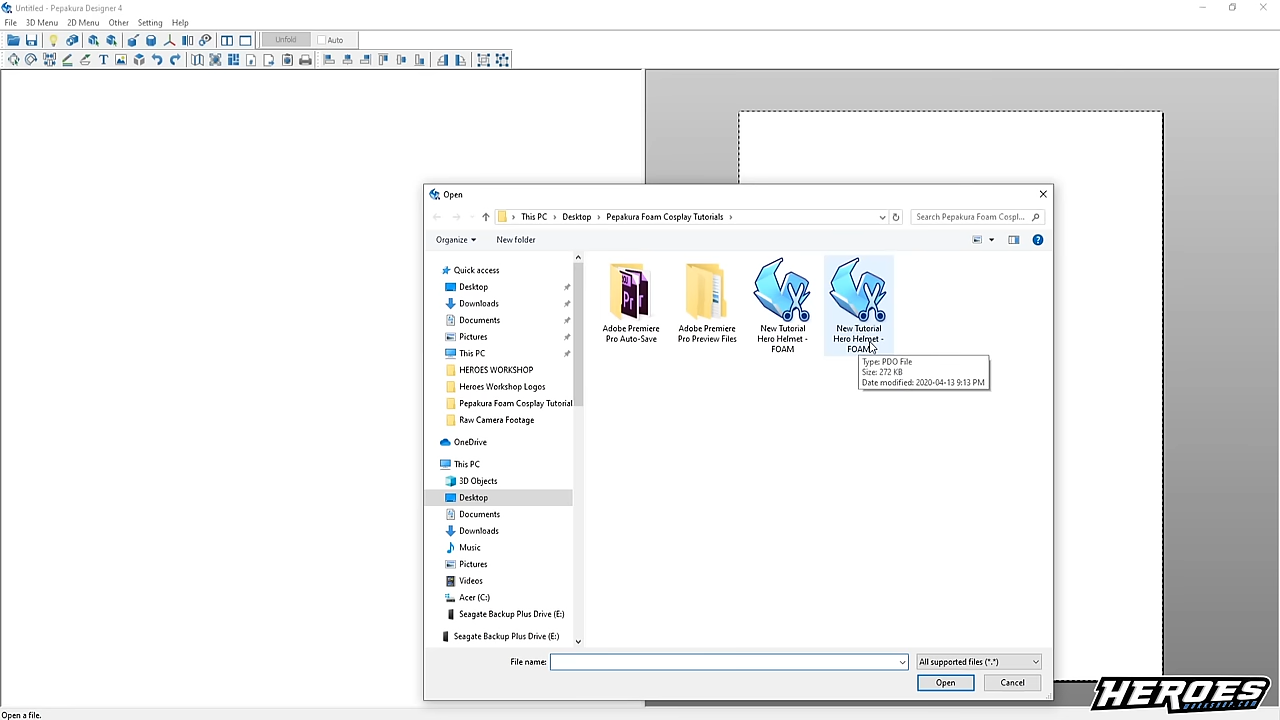 Untitled - Pepakura Designer 4
File 3D Menu 2D Menu Other Setting Help
Unfold Auto
Open
This PC Desktop Pepakura Foam Cosplay Tutorials
Search Pepakura Foam Cospl...
Organize New folder
Quick access
Desktop
Downloads
Documents
Pictures
This PC
HEROES WORKSHOP
Heroes Workshop Logos
Pepakura Foam Cosplay Tutorial
Raw Camera Footage
OneDrive
This PC
3D Objects
Desktop
Documents
Downloads
Music
Pictures
Videos
Acer (C:)
Seagate Backup Plus Drive (E:)
Seagate Backup Plus Drive (E:)
Adobe Premiere
Pro Auto-Save
Adobe Premiere
Pro Preview Files
New Tutorial
Hero Helmet -
FOAM
New Tutorial
Hero Helmet -
FOAM
Type: PDO File
Size: 272 KB
Date modified: 2020-04-13 9:13 PM
File name:
All supported files (*.*)
Open Cancel
HEROES
WORKSHOP.COM
Open a file.